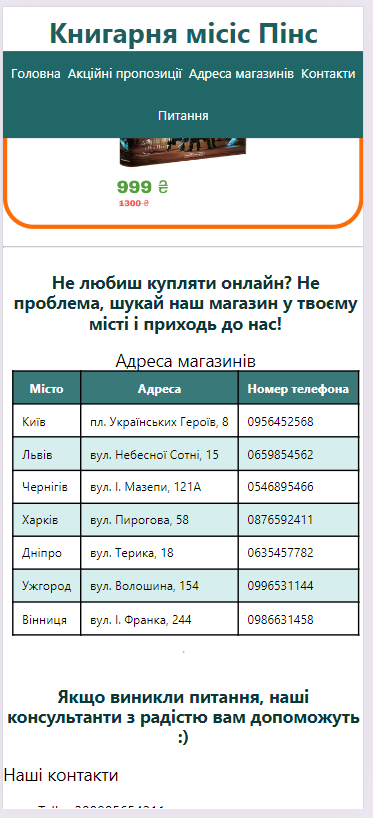 Книгарня місіс Пінс
Головна Акційні пропозиції Адреса магазинів Контакти
Питання
999 ₴
1300 ₴
Не любиш купляти онлайн? Не
проблема, шукай наш магазин у твоєму
місті і приходь до нас!
Адреса магазинів
Місто Адреса Номер телефона
Київ пл. Українських Героїв, 8 0956452568
Львів вул. Небесної Сотні, 15 0659854562
Чернігів вул. І. Мазепи, 121А 0546895466
Харків вул. Пирогова, 58 0876592411
Дніпро вул. Терика, 18 0635457782
Ужгород вул. Волошина, 154 0996531144
Вінниця вул. І. Франка, 244 0986631458
Якщо виникли питання, наші
консультанти з радістю вам допоможуть
:)
Наші контакти